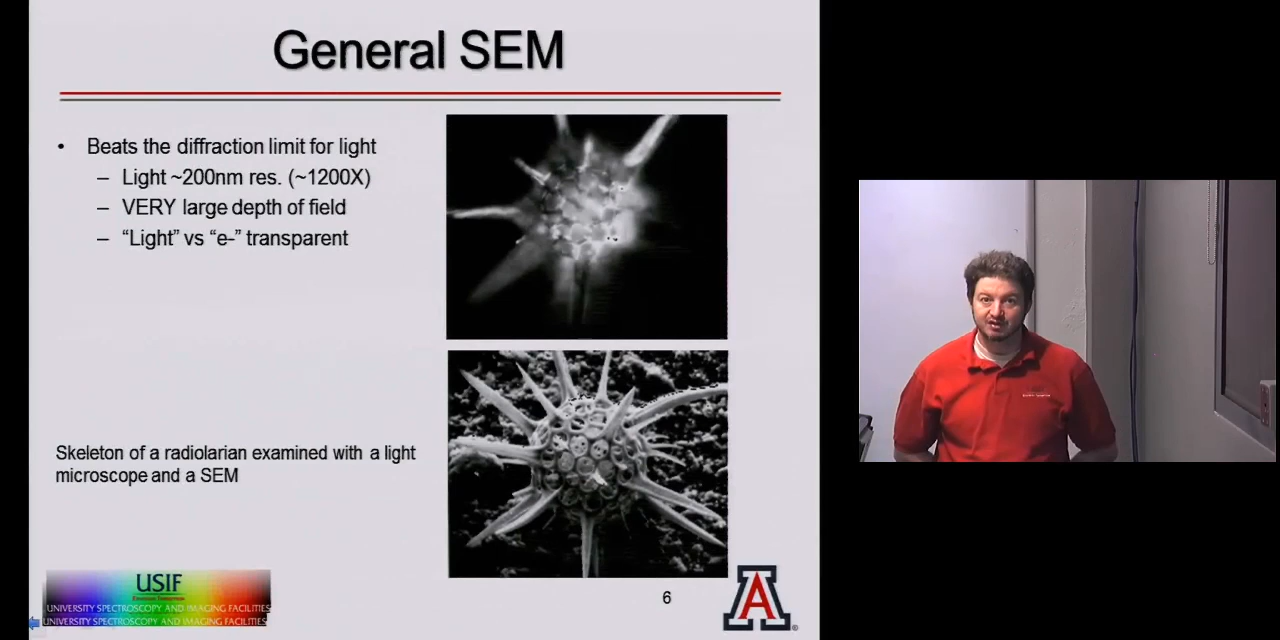 General SEM
• Beats the diffraction limit for light
– Light ~200nm res. (~1200X)
– VERY large depth of field
– “Light” vs “e-” transparent
Skeleton of a radiolarian examined with a light
microscope and a SEM
USIF
UNIVERSITY SPECTROSCOPY AND IMAGING FACILITIES
UNIVERSITY SPECTROSCOPY AND IMAGING FACILITIES
6
A